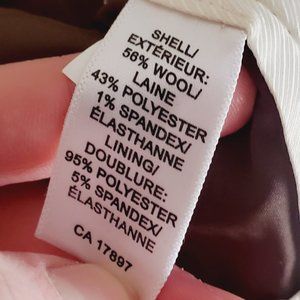 SHELL/
EXTÉRIEUR:
56% WOOL/
LAINE
43% POLYESTER
1% SPANDEX/
ÉLASTHANNE
LINING/
DOUBLURE:
95% POLYESTER
5% SPANDEX/
ÉLASTHANNE
CA 17897